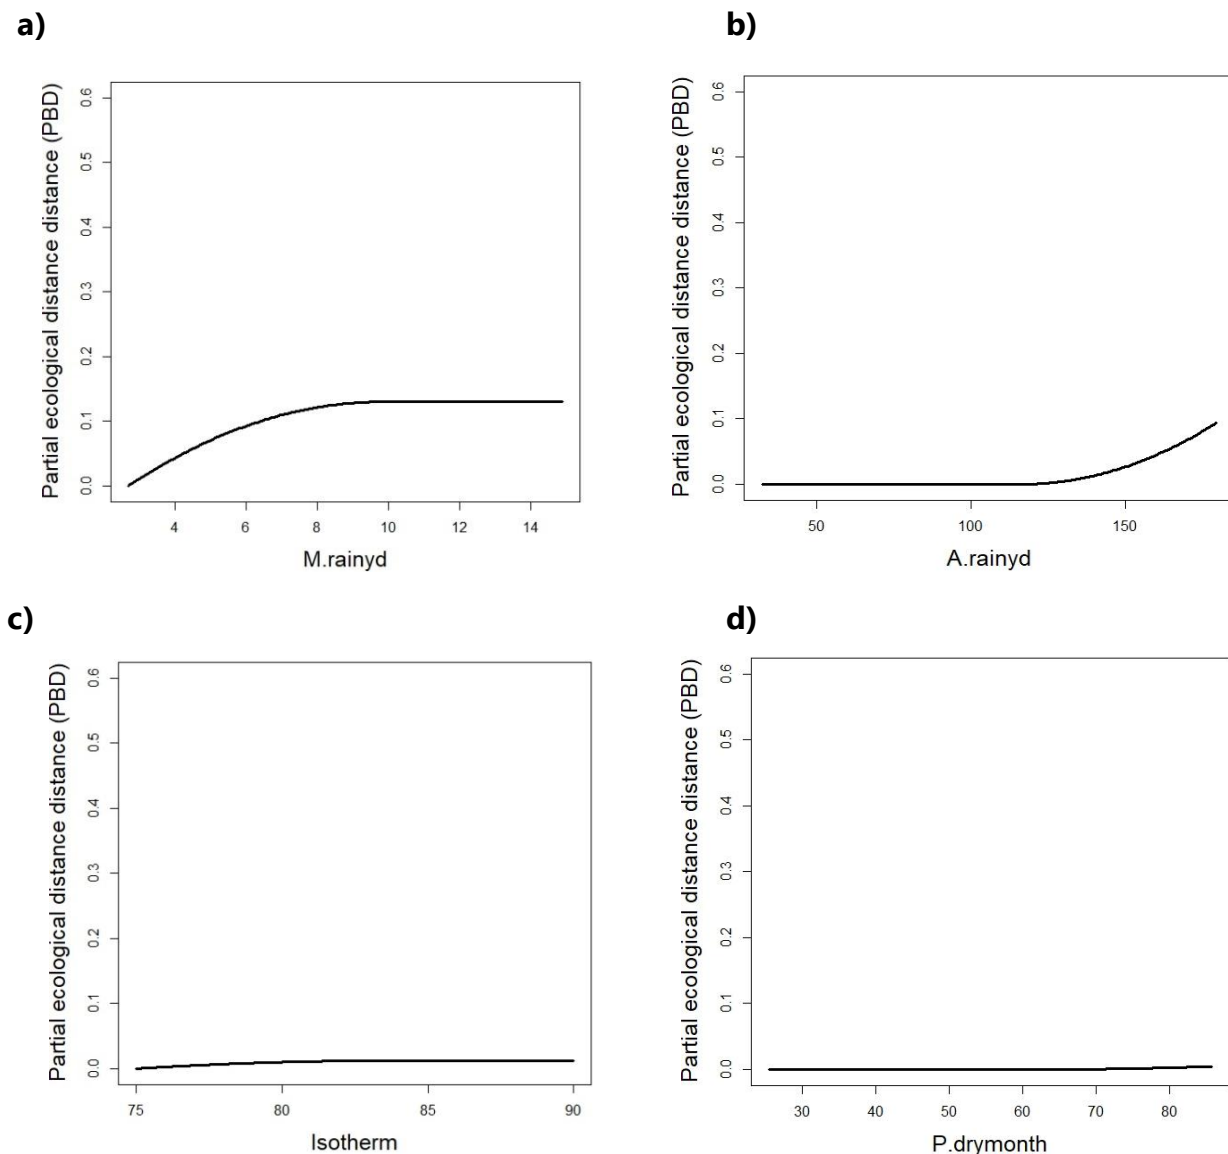 a)
Partial ecological distance distance (PBD)
0.6
0.5
0.4
0.3
0.2
0.1
0.0
4 6 8 10 12 14
M.rainyd
b)
Partial ecological distance distance (PBD)
0.6
0.5
0.4
0.3
0.2
0.1
0.0
50 100 150
A.rainyd
c)
Partial ecological distance distance (PBD)
0.6
0.5
0.4
0.3
0.2
0.1
0.0
75 80 85 90
Isotherm
d)
Partial ecological distance distance (PBD)
0.6
0.5
0.4
0.3
0.2
0.1
0.0
30 40 50 60 70 80
P.drymonth